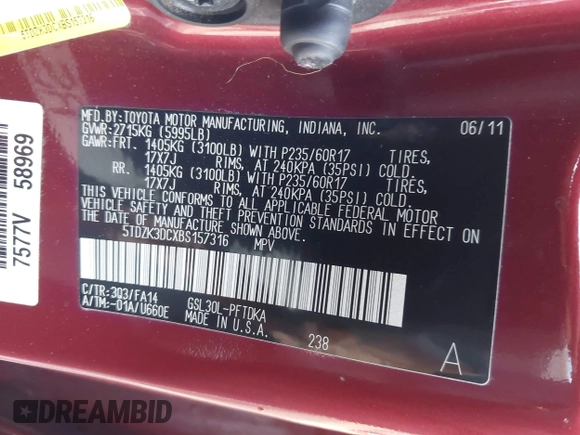 5TDZK3DCXBS157316
7577V 58969
MFD.BY:TOYOTA MOTOR MANUFACTURING, INDIANA, INC. 06/11
GVWR:2715KG (5995LB)
GAWR:FRT. 1405KG (3100LB) WITH P235/60R17 TIRES,
17X7J RIMS, AT 240KPA (35PSI) COLD.
RR. 1405KG (3100LB) WITH P235/60R17 TIRES,
17X7J RIMS, AT 240KPA (35PSI) COLD.
THIS VEHICLE CONFORMS TO ALL APPLICABLE FEDERAL MOTOR
VEHICLE SAFETY AND THEFT PREVENTION STANDARDS IN EFFECT ON
THE DATE OF MANUFACTURE SHOWN ABOVE.
5TDZK3DCXBS157316 MPV
C/TR:3Q3/FA14 GSL30L-PFTDKA
A/TM:-01A/U660E MADE IN U.S.A.
238
A
DREAMBID